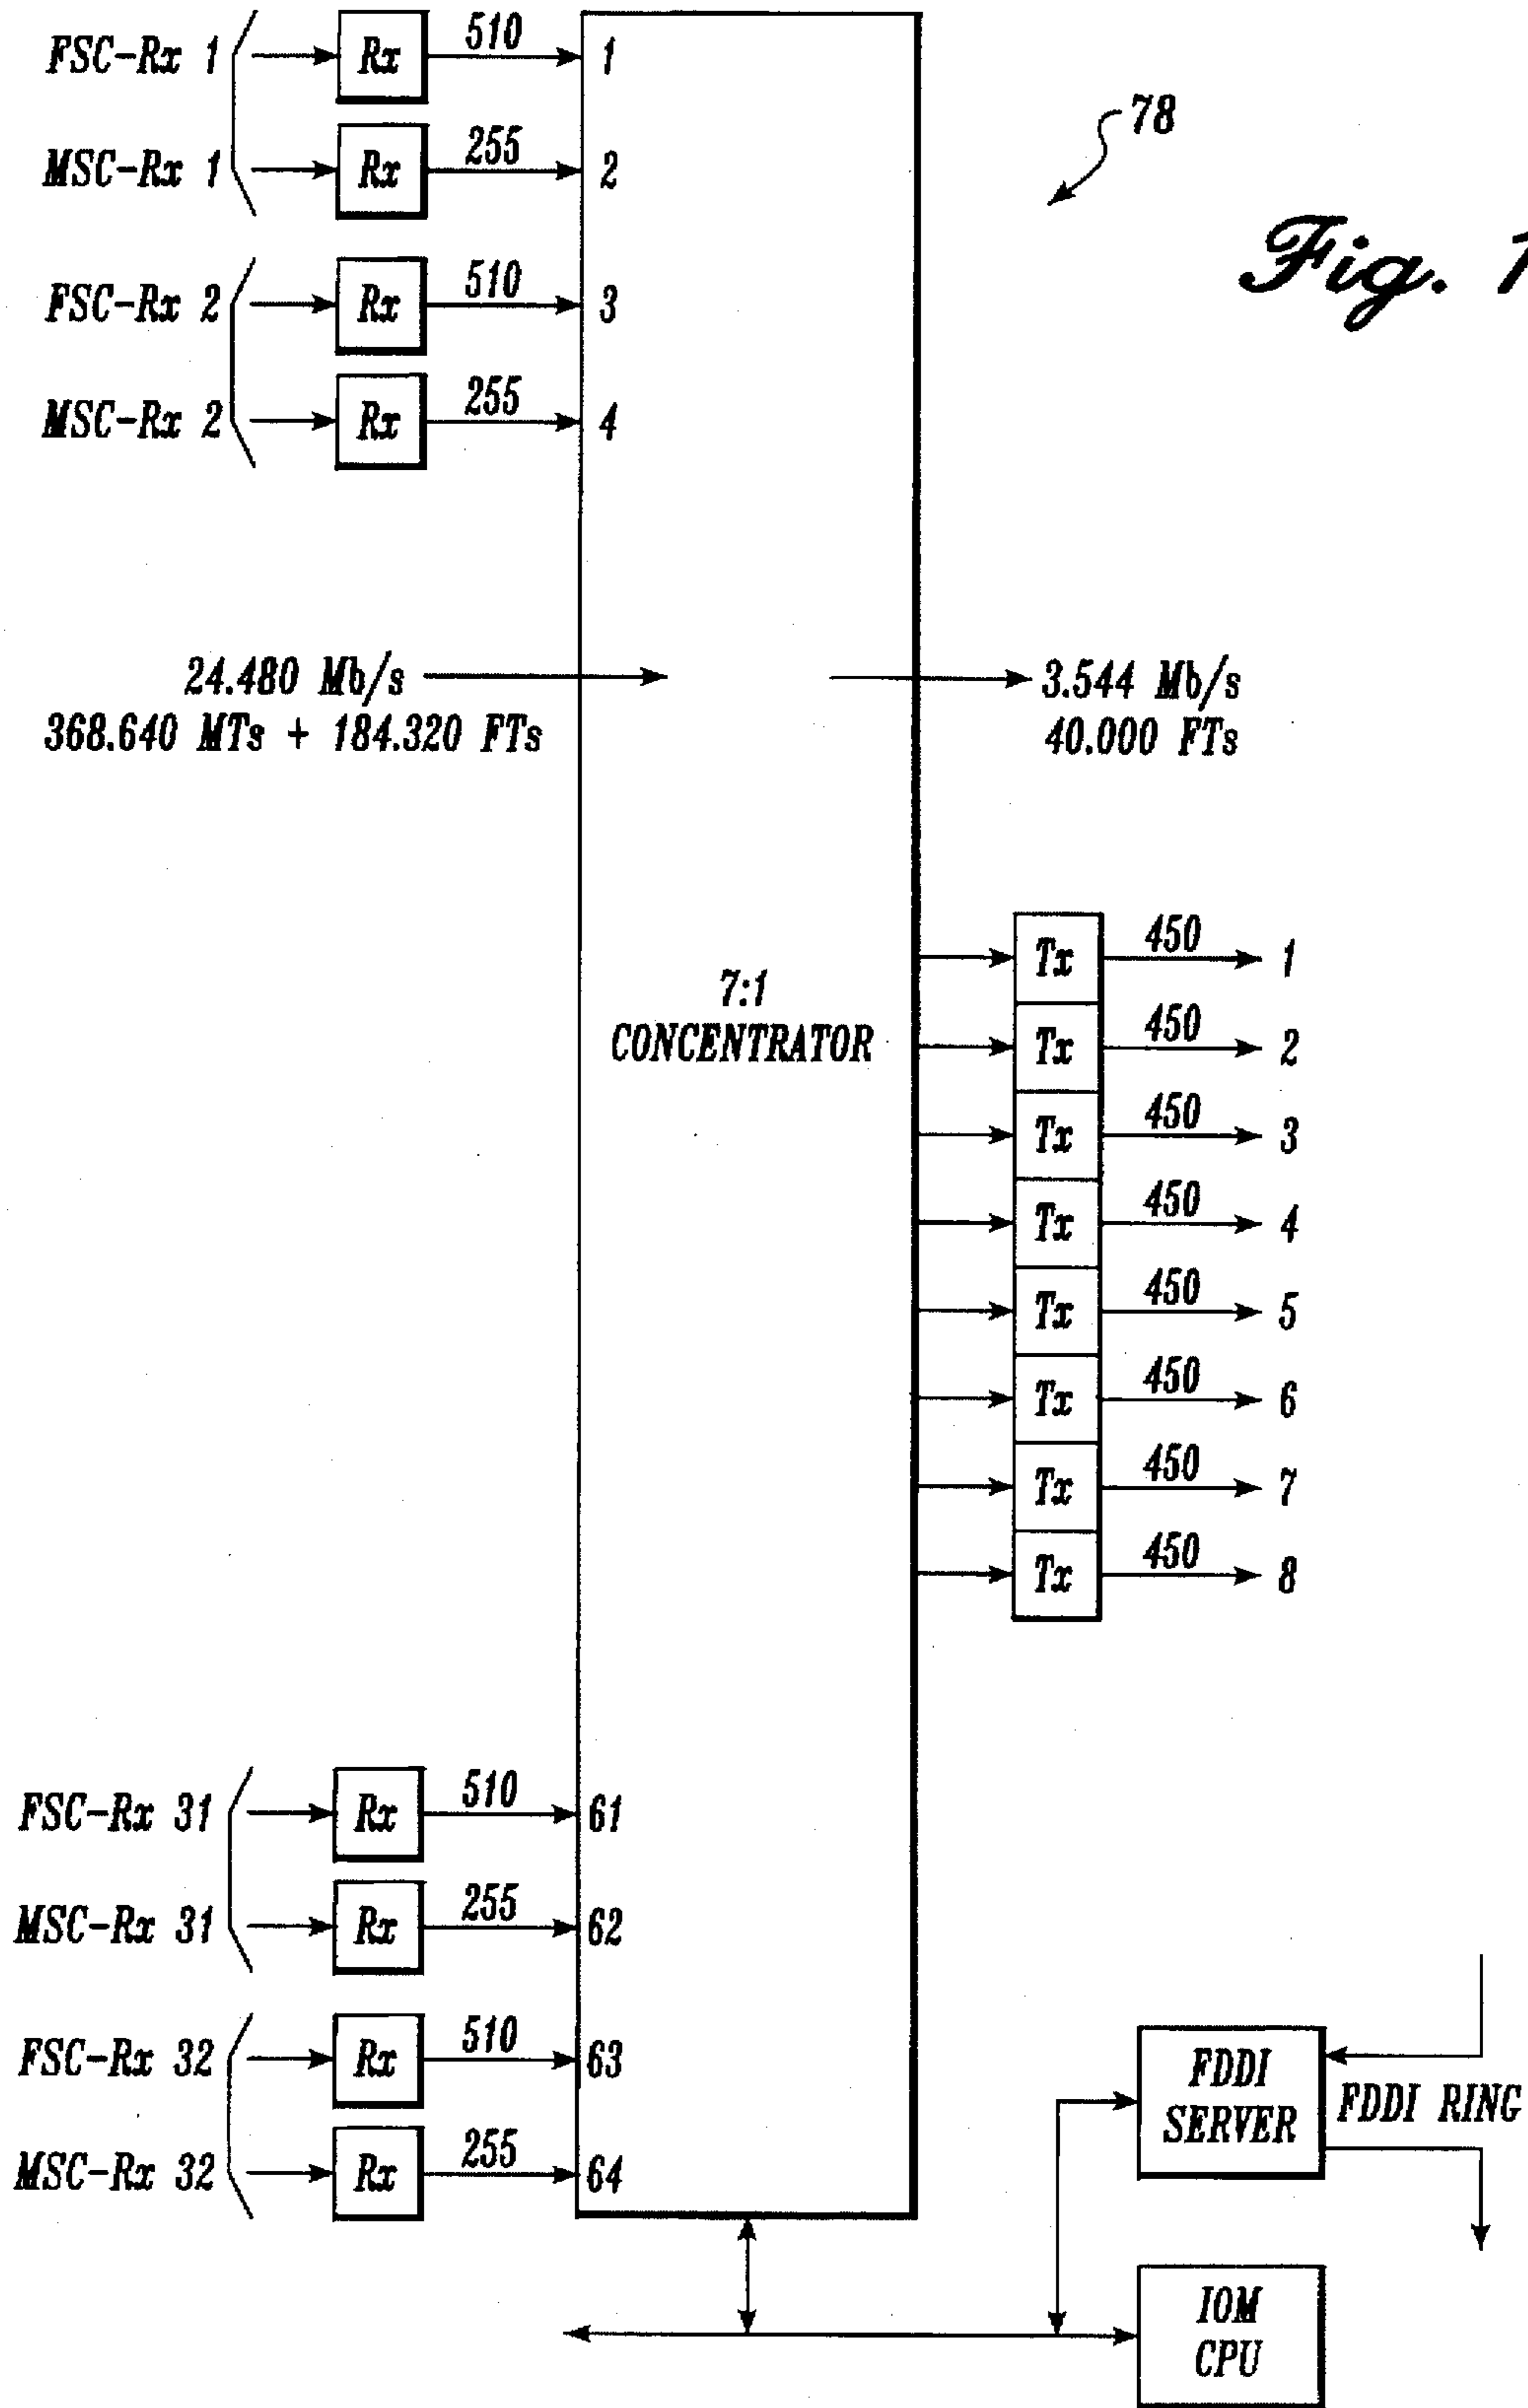 FSC-Rx 1 Rx 510 1
78
MSC-Rx 1 Rx 255 2
Fig. 1
FSC-Rx 2 Rx 510 3
MSC-Rx 2 Rx 255 4
24.480 Mb/s
368.640 MTs + 184.320 FTs
3.544 Mb/s
40.000 FTs
7:1
CONCENTRATOR
Tx 450 1
Tx 450 2
Tx 450 3
Tx 450 4
Tx 450 5
Tx 450 6
Tx 450 7
Tx 450 8
FSC-Rx 31 Rx 510 61
MSC-Rx 31 Rx 255 62
FSC-Rx 32 Rx 510 63
MSC-Rx 32 Rx 255 64
FDDI
SERVER
FDDI RING
IOM
CPU